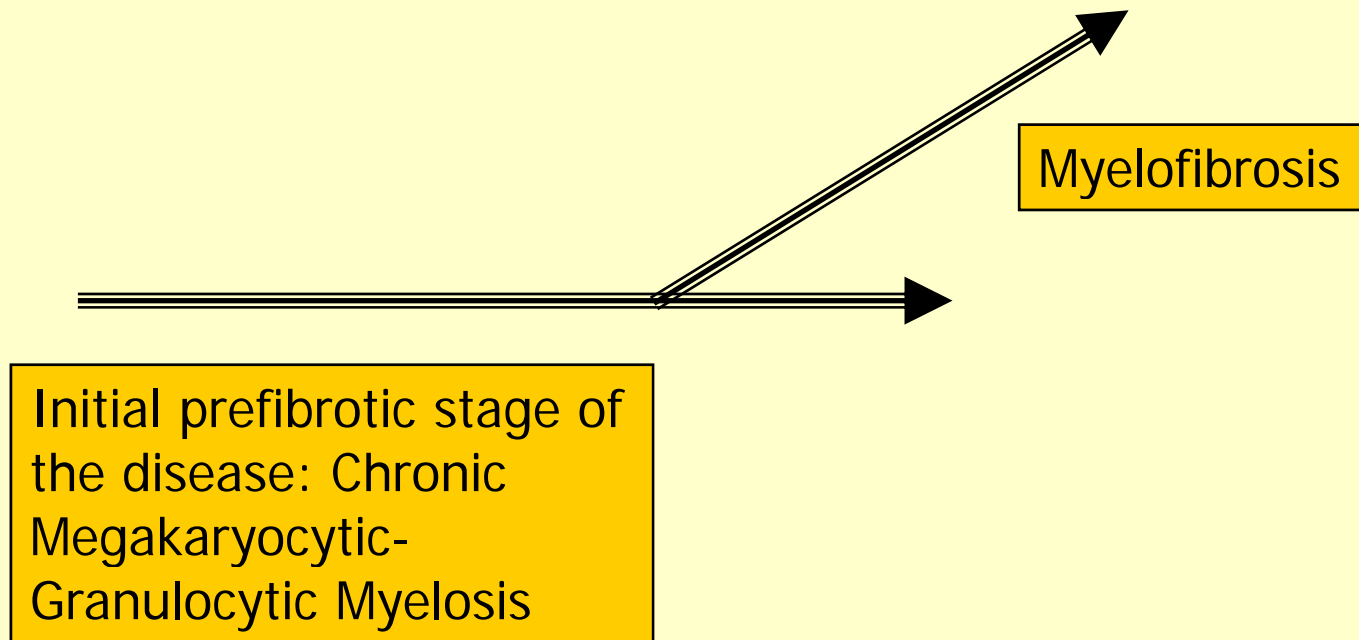 Myelofibrosis
Initial prefibrotic stage of
the disease: Chronic
Megakaryocytic-
Granulocytic Myelosis